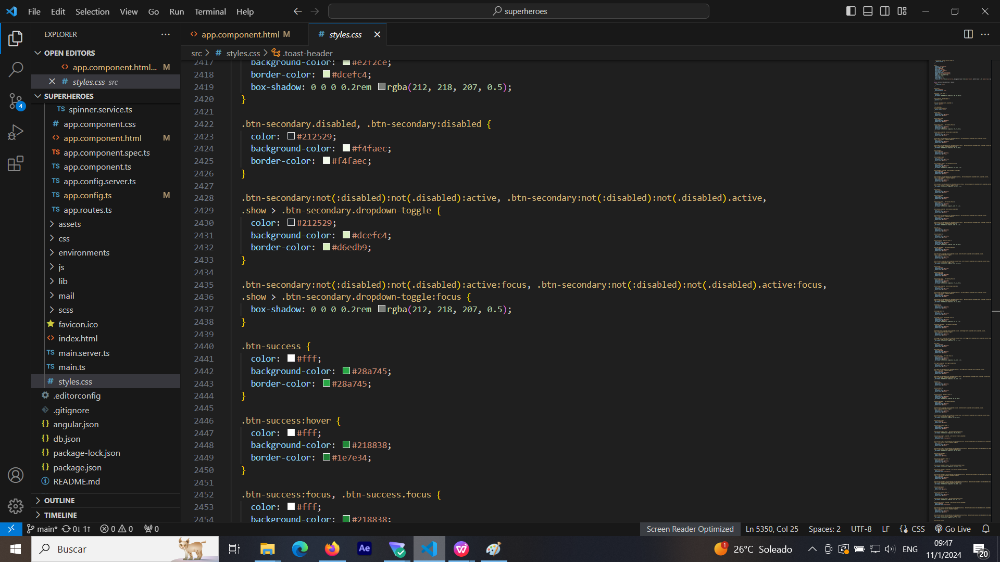 File Edit Selection View Go Run Terminal Help
superheroes
EXPLORER
OPEN EDITORS
app.component.html... M
styles.css src
SUPERHEROES
spinner.service.ts
app.component.css
app.component.html M
app.component.spec.ts
app.component.ts
app.config.server.ts
app.config.ts M
app.routes.ts
assets
css
environments
js
lib
mail
scss
favicon.ico
index.html
main.server.ts
main.ts
styles.css
.editorconfig
.gitignore
angular.json
db.json
package-lock.json
package.json
README.md
OUTLINE
TIMELINE
4
app.component.html M
styles.css
src > styles.css > .toast-header
2417 background-color: #e2f2ce;
2418 border-color: #dcefc4;
2419 box-shadow: 0 0 0 0.2rem rgba(212, 218, 207, 0.5);
2420 }
2421
2422 .btn-secondary.disabled, .btn-secondary:disabled {
2423 color: #212529;
2424 background-color: #f4faec;
2425 border-color: #f4faec;
2426 }
2427
2428 .btn-secondary:not(:disabled):not(.disabled):active, .btn-secondary:not(:disabled):not(.disabled).active,
2429 .show > .btn-secondary.dropdown-toggle {
2430 color: #212529;
2431 background-color: #dcefc4;
2432 border-color: #d6edb9;
2433 }
2434
2435 .btn-secondary:not(:disabled):not(.disabled):active:focus, .btn-secondary:not(:disabled):not(.disabled).active:focus,
2436 .show > .btn-secondary.dropdown-toggle:focus {
2437 box-shadow: 0 0 0 0.2rem rgba(212, 218, 207, 0.5);
2438 }
2439
2440 .btn-success {
2441 color: #fff;
2442 background-color: #28a745;
2443 border-color: #28a745;
2444 }
2445
2446 .btn-success:hover {
2447 color: #fff;
2448 background-color: #218838;
2449 border-color: #1e7e34;
2450 }
2451
2452 .btn-success:focus, .btn-success.focus {
2453 color: #fff;
2454 background-color: #218838;
main* 0↓ 1↑ 0 0 0
Screen Reader Optimized Ln 5350, Col 25 Spaces: 2 UTF-8 LF CSS Go Live
Buscar
Ae
1 26°C Soleado
ENG
09:47
11/1/2024
20